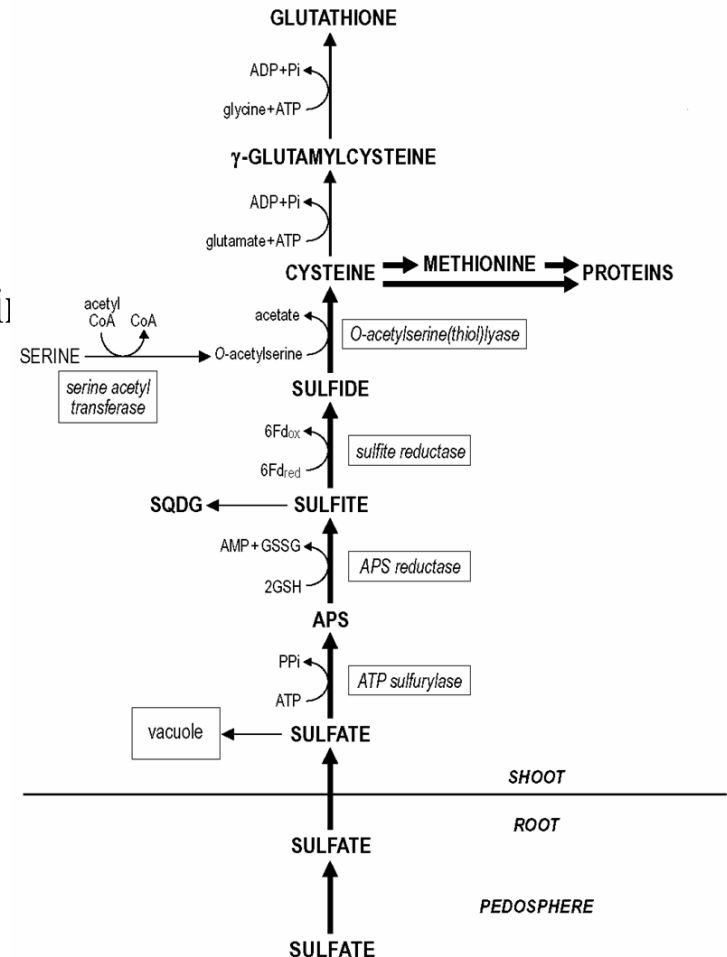 GLUTATHIONE
ADP+Pi
glycine+ATP
γ-GLUTAMYLCYSTEINE
ADP+Pi
glutamate+ATP
CYSTEINE
METHIONINE
PROTEINS
acetyl
CoA
CoA
acetate
O-acetylserine(thiol)lyase
SERINE
O-acetylserine
serine acetyl
transferase
SULFIDE
6Fdox
sulfite reductase
6Fdred
SQDG
SULFITE
AMP+GSSG
APS reductase
2GSH
APS
PPi
ATP sulfurylase
ATP
vacuole
SULFATE
SHOOT
ROOT
SULFATE
PEDOSPHERE
SULFATE